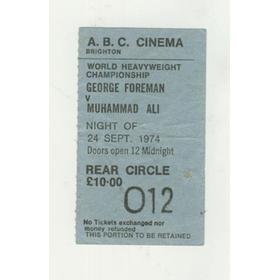 A. B. C. CINEMA
BRIGHTON
WORLD HEAVYWEIGHT
CHAMPIONSHIP
GEORGE FOREMAN
V
MUHAMMAD ALI
NIGHT OF
24 SEPT. 1974
Doors open 12 Midnight
REAR CIRCLE
£10·00
012
No Tickets exchanged nor
money refunded
THIS PORTION TO BE RETAINED